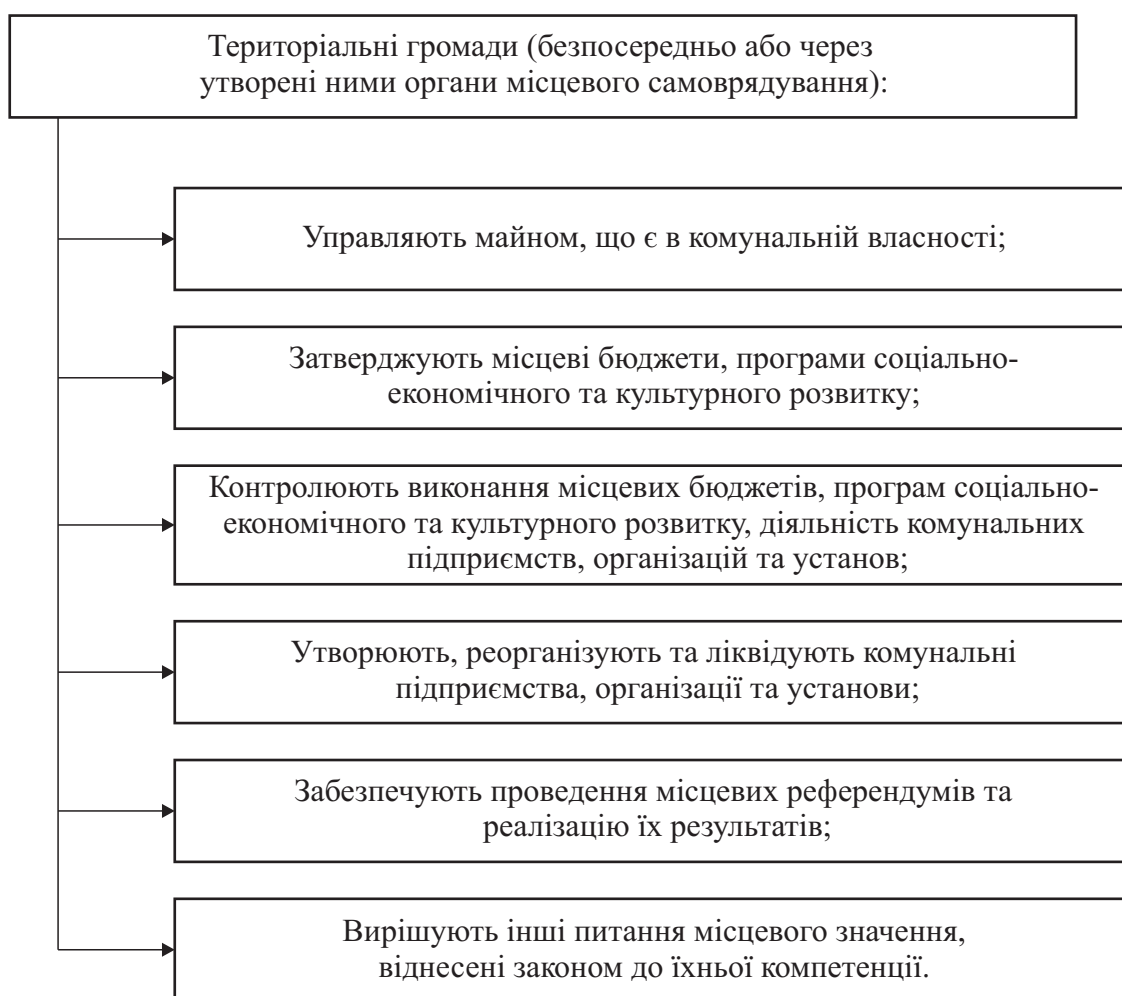 Територіальні громади (безпосередньо або через
утворені ними органи місцевого самоврядування):
Управляють майном, що є в комунальній власності;
Затверджують місцеві бюджети, програми соціально-
економічного та культурного розвитку;
Контролюють виконання місцевих бюджетів, програм соціально-
економічного та культурного розвитку, діяльність комунальних
підприємств, організацій та установ;
Утворюють, реорганізують та ліквідують комунальні
підприємства, організації та установи;
Забезпечують проведення місцевих референдумів та
реалізацію їх результатів;
Вирішують інші питання місцевого значення,
віднесені законом до їхньої компетенції.